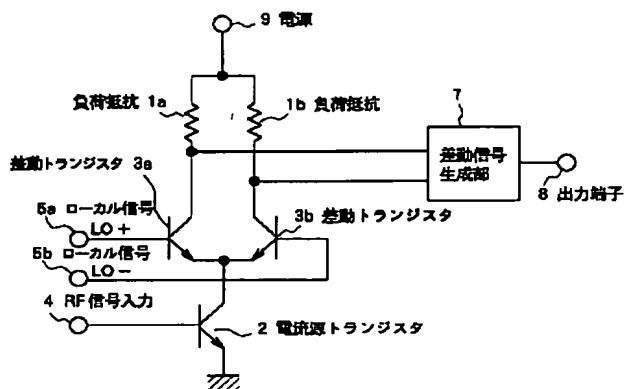 9 電源
負荷抵抗 1a
1b 負荷抵抗
7
差動信号
生成部
8 出力端子
差動トランジスタ 3a
5a ローカル信号
LO+
3b 差動トランジスタ
5b ローカル信号
LO−
4 RF信号入力
2 電流源トランジスタ